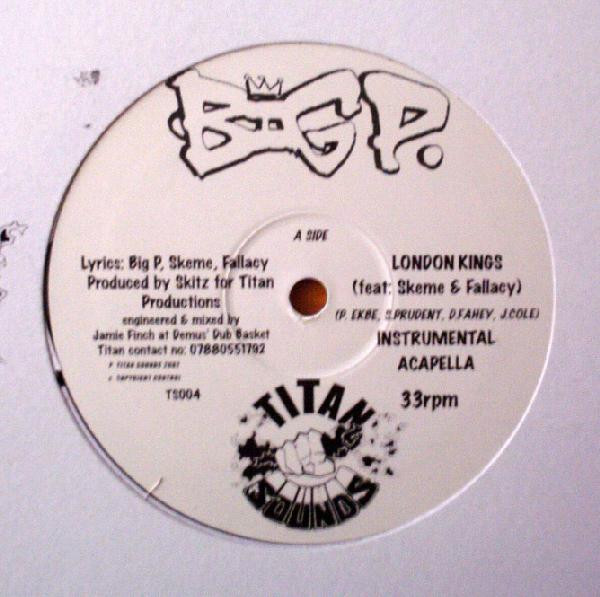 BIG P.
A SIDE
Lyrics: Big P, Skeme, Fallacy
Produced by Skitz for Titan
Productions
engineered & mixed by
Jamie Finch at Demus' Dub Basket
Titan contact no: 07880551792
P TITAN SOUNDS 2001
C COPYRIGHT CONTROL
TS004
LONDON KINGS
(feat: Skeme & Fallacy)
(P. EKBE, S.PRUDENT, D.FAHEY, J.COLE)
INSTRUMENTAL
ACAPELLA
33rpm
TITAN
SOUNDS